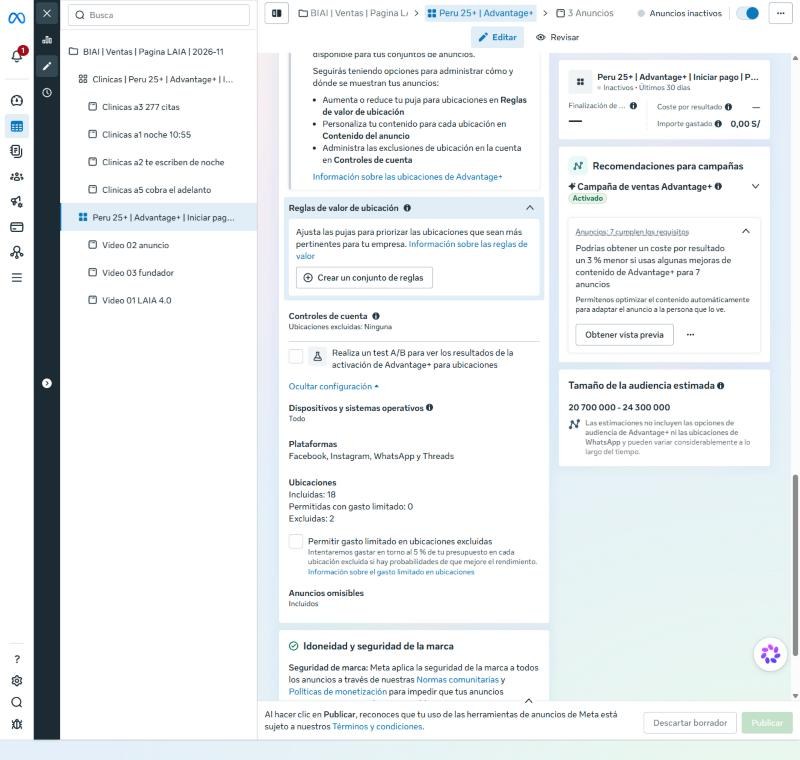 Busca
BIAI | Ventas | Pagina LAIA | 2026-11
Clinicas | Peru 25+ | Advantage+ | I...
Clinicas a3 277 citas
Clinicas a1 noche 10:55
Clinicas a2 te escriben de noche
Clinicas a5 cobra el adelanto
Peru 25+ | Advantage+ | Iniciar pag...
Video 02 anuncio
Video 03 fundador
Video 01 LAIA 4.0
1
?
BIAI | Ventas | Pagina L
Peru 25+ | Advantage+
3 Anuncios
Anuncios inactivos
Editar
Revisar
disponible para tus conjuntos de anuncios.
Seguirás teniendo opciones para administrar cómo y
dónde se muestran tus anuncios:
• Aumenta o reduce tu puja para ubicaciones en Reglas
de valor de ubicación
• Personaliza tu contenido para cada ubicación en
Contenido del anuncio
• Administra las exclusiones de ubicación en la cuenta
en Controles de cuenta
Información sobre las ubicaciones de Advantage+
Reglas de valor de ubicación
Ajusta las pujas para priorizar las ubicaciones que sean más
pertinentes para tu empresa. Información sobre las reglas de
valor
Crear un conjunto de reglas
Controles de cuenta
Ubicaciones excluidas: Ninguna
Realiza un test A/B para ver los resultados de la
activación de Advantage+ para ubicaciones
Ocultar configuración
Dispositivos y sistemas operativos
Todo
Plataformas
Facebook, Instagram, WhatsApp y Threads
Ubicaciones
Incluidas: 18
Permitidas con gasto limitado: 0
Excluidas: 2
Permitir gasto limitado en ubicaciones excluidas
Intentaremos gastar en torno al 5 % de tu presupuesto en cada
ubicación excluida si hay probabilidades de que mejore el rendimiento.
Información sobre el gasto limitado en ubicaciones
Anuncios omisibles
Incluidos
Idoneidad y seguridad de la marca
Seguridad de marca: Meta aplica la seguridad de la marca a todos
los anuncios a través de nuestras Normas comunitarias y
Políticas de monetización para impedir que tus anuncios
Peru 25+ | Advantage+ | Iniciar pago | P...
Inactivos • Últimos 30 días
Finalización de ...
—
Coste por resultado —
Importe gastado 0,00 S/
Recomendaciones para campañas
Campaña de ventas Advantage+
Activado
Anuncios: 7 cumplen los requisitos
Podrías obtener un coste por resultado
un 3 % menor si usas algunas mejoras de
contenido de Advantage+ para 7
anuncios
Permítenos optimizar el contenido automáticamente
para adaptar el anuncio a la persona que lo ve.
Obtener vista previa
...
Tamaño de la audiencia estimada
20 700 000 - 24 300 000
Las estimaciones no incluyen las opciones de
audiencia de Advantage+ ni las ubicaciones de
WhatsApp y pueden variar considerablemente a lo
largo del tiempo.
Al hacer clic en Publicar, reconoces que tu uso de las herramientas de anuncios de Meta está
sujeto a nuestros Términos y condiciones.
Descartar borrador
Publicar